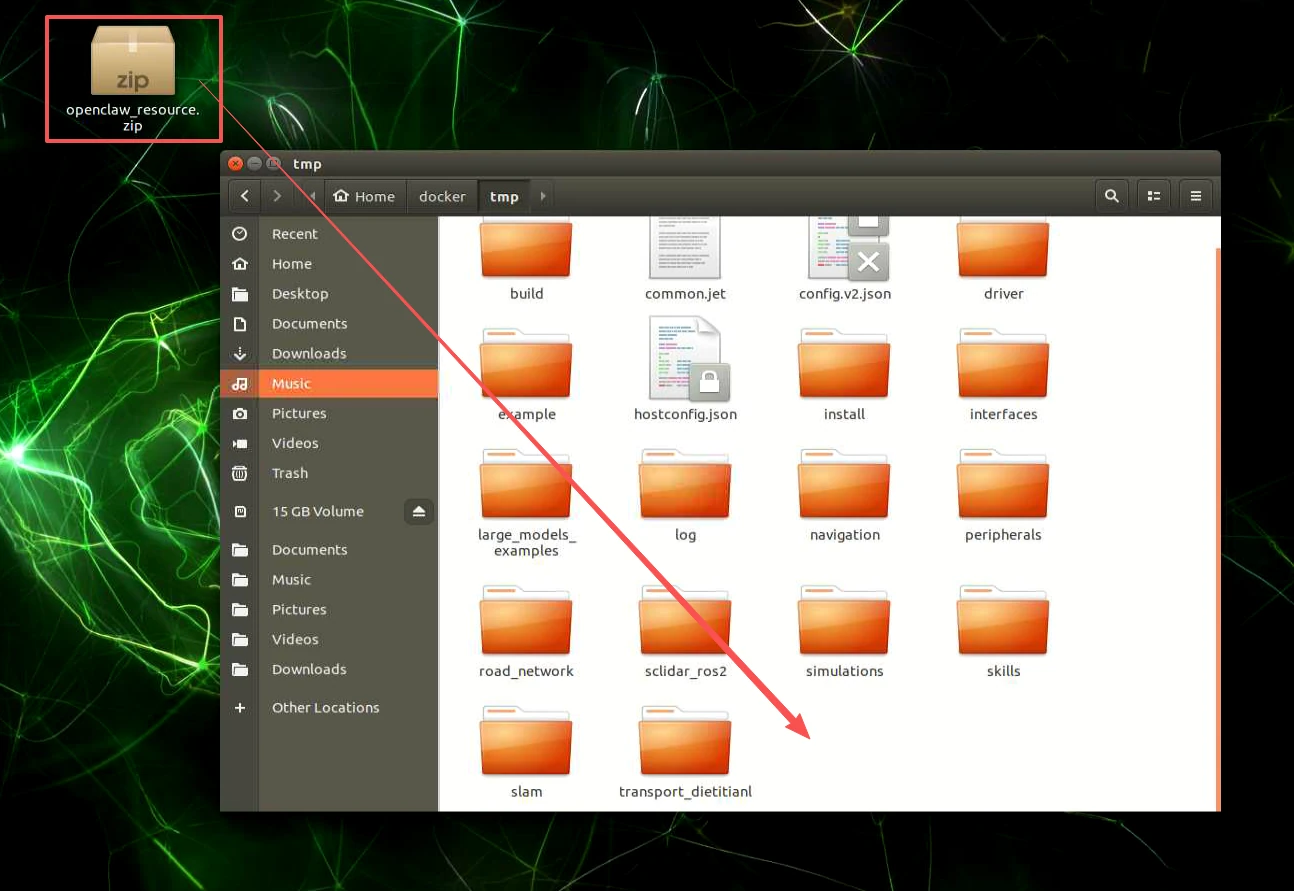 zip
openclaw_resource.
zip
tmp
Home
docker
tmp
Recent
Home
Desktop
Documents
Downloads
Music
Pictures
Videos
Trash
15 GB Volume
Documents
Music
Pictures
Videos
Downloads
Other Locations
build
common.jet
config.v2.json
driver
example
hostconfig.json
install
interfaces
large_models_
examples
log
navigation
peripherals
road_network
sclidar_ros2
simulations
skills
slam
transport_dietitianl